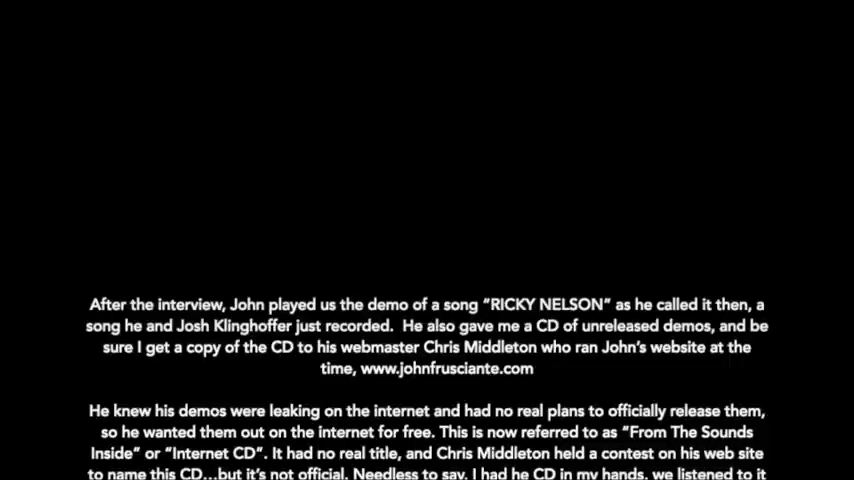 After the interview, John played us the demo of a song “RICKY NELSON” as he called it then, a
song he and Josh Klinghoffer just recorded.  He also gave me a CD of unreleased demos, and be
sure I get a copy of the CD to his webmaster Chris Middleton who ran John’s website at the
time, www.johnfrusciante.com
He knew his demos were leaking on the internet and had no real plans to officially release them,
so he wanted them out on the internet for free. This is now referred to as “From The Sounds
Inside” or “Internet CD”. It had no real title, and Chris Middleton held a contest on his web site
to name this CD...but it’s not official. Needless to say, I had he CD in my hands, we listened to it